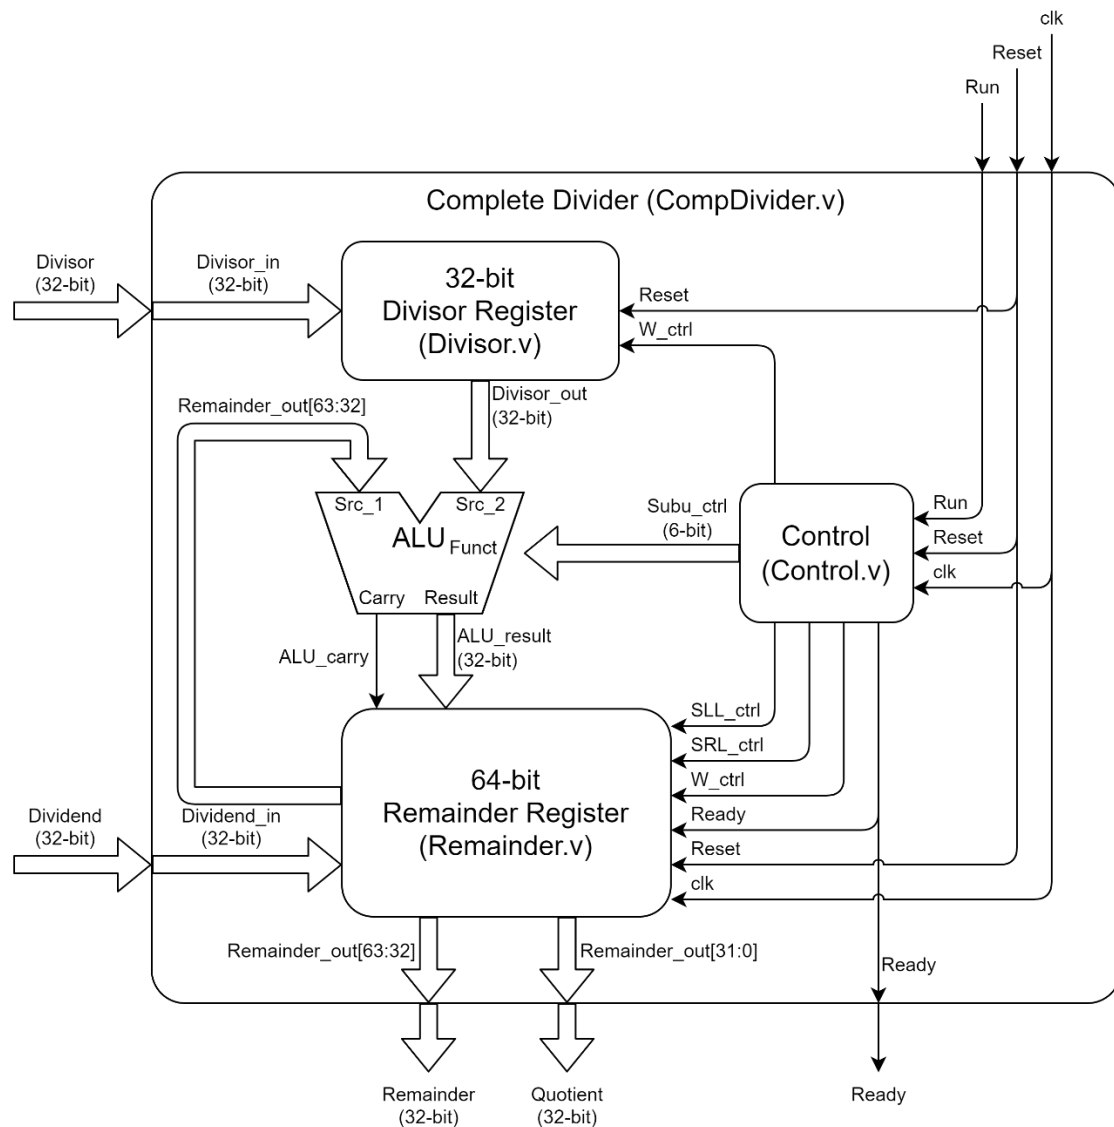 clk
Reset
Run
Complete Divider (CompDivider.v)
Divisor
(32-bit)
Divisor_in
(32-bit)
32-bit
Divisor Register
(Divisor.v)
Reset
W_ctrl
Remainder_out[63:32]
Divisor_out
(32-bit)
Src_1
Src_2
ALU
Funct
Carry
Result
Subu_ctrl
(6-bit)
Control
(Control.v)
Run
Reset
clk
ALU_carry
ALU_result
(32-bit)
SLL_ctrl
SRL_ctrl
W_ctrl
Ready
Reset
clk
64-bit
Remainder Register
(Remainder.v)
Dividend
(32-bit)
Dividend_in
(32-bit)
Remainder_out[63:32]
Remainder_out[31:0]
Ready
Remainder
(32-bit)
Quotient
(32-bit)
Ready